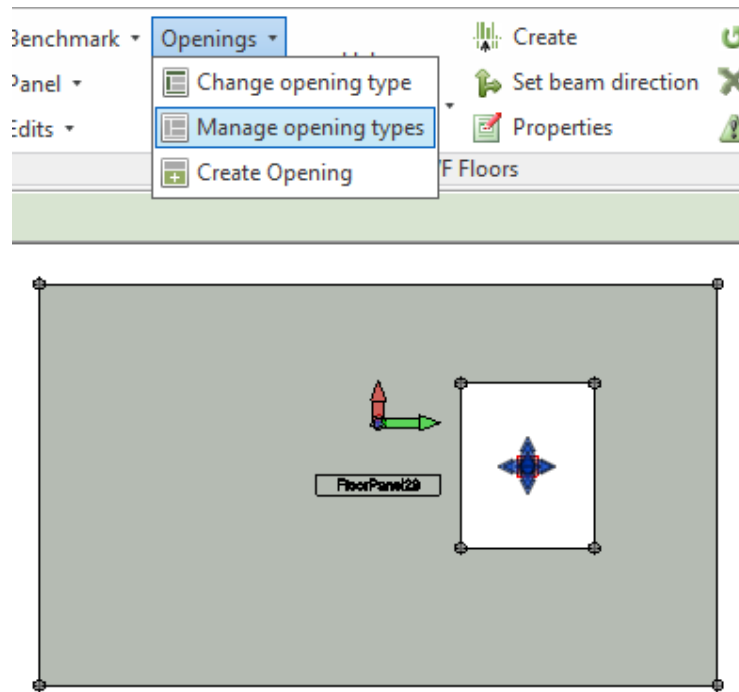 Benchmark
Openings
Create
Panel
Change opening type
Set beam direction
Edits
Manage opening types
Properties
Create Opening
F Floors
FloorPanel29